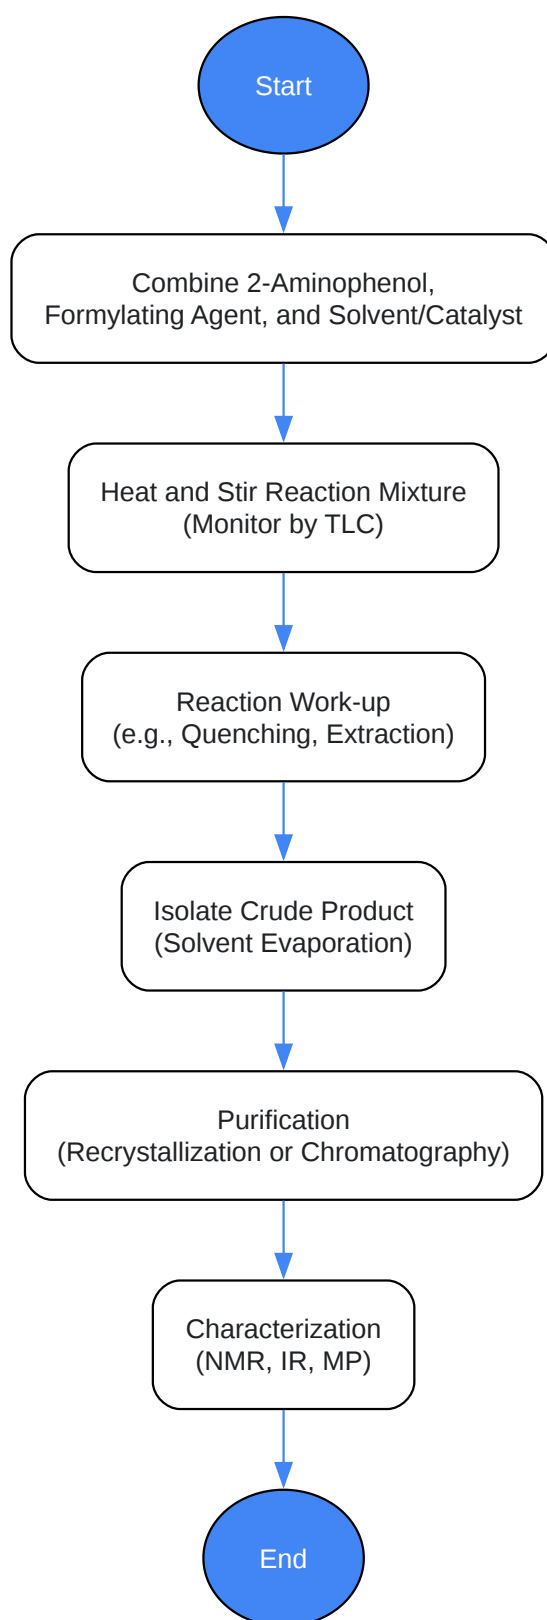 Start
Combine 2-Aminophenol,
Formylating Agent, and Solvent/Catalyst
Heat and Stir Reaction Mixture
(Monitor by TLC)
Reaction Work-up
(e.g., Quenching, Extraction)
Isolate Crude Product
(Solvent Evaporation)
Purification
(Recrystallization or Chromatography)
Characterization
(NMR, IR, MP)
End